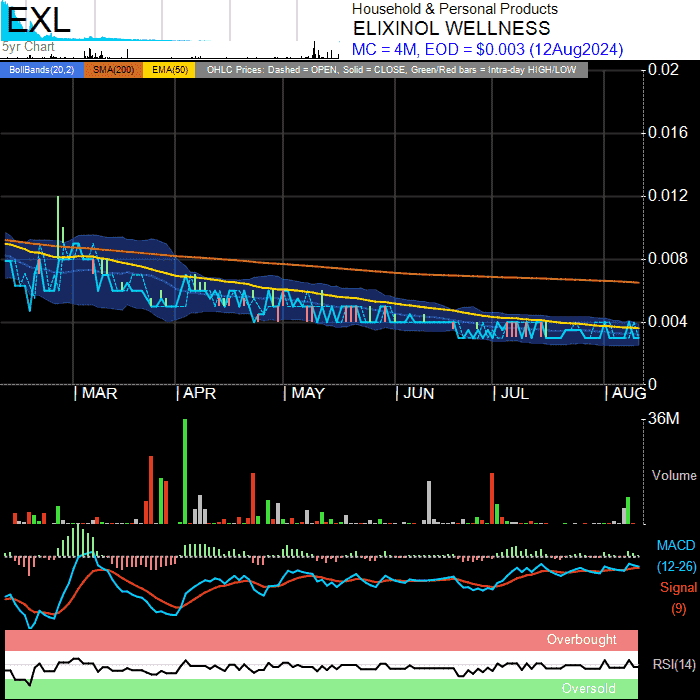 EXL
5yr Chart
Household & Personal Products
ELIXINOL WELLNESS
MC = 4M, EOD = $0.003 (12Aug2024)
BollBands(20,2) SMA(200) EMA(50) OHLC Prices: Dashed = OPEN, Solid = CLOSE, Green/Red bars = Intra-day HIGH/LOW
0.02
0.016
0.012
0.008
0.004
0
MAR APR MAY JUN JUL AUG
36M
Volume
MACD
(12-26)
Signal
(9)
Overbought
RSI(14)
Oversold